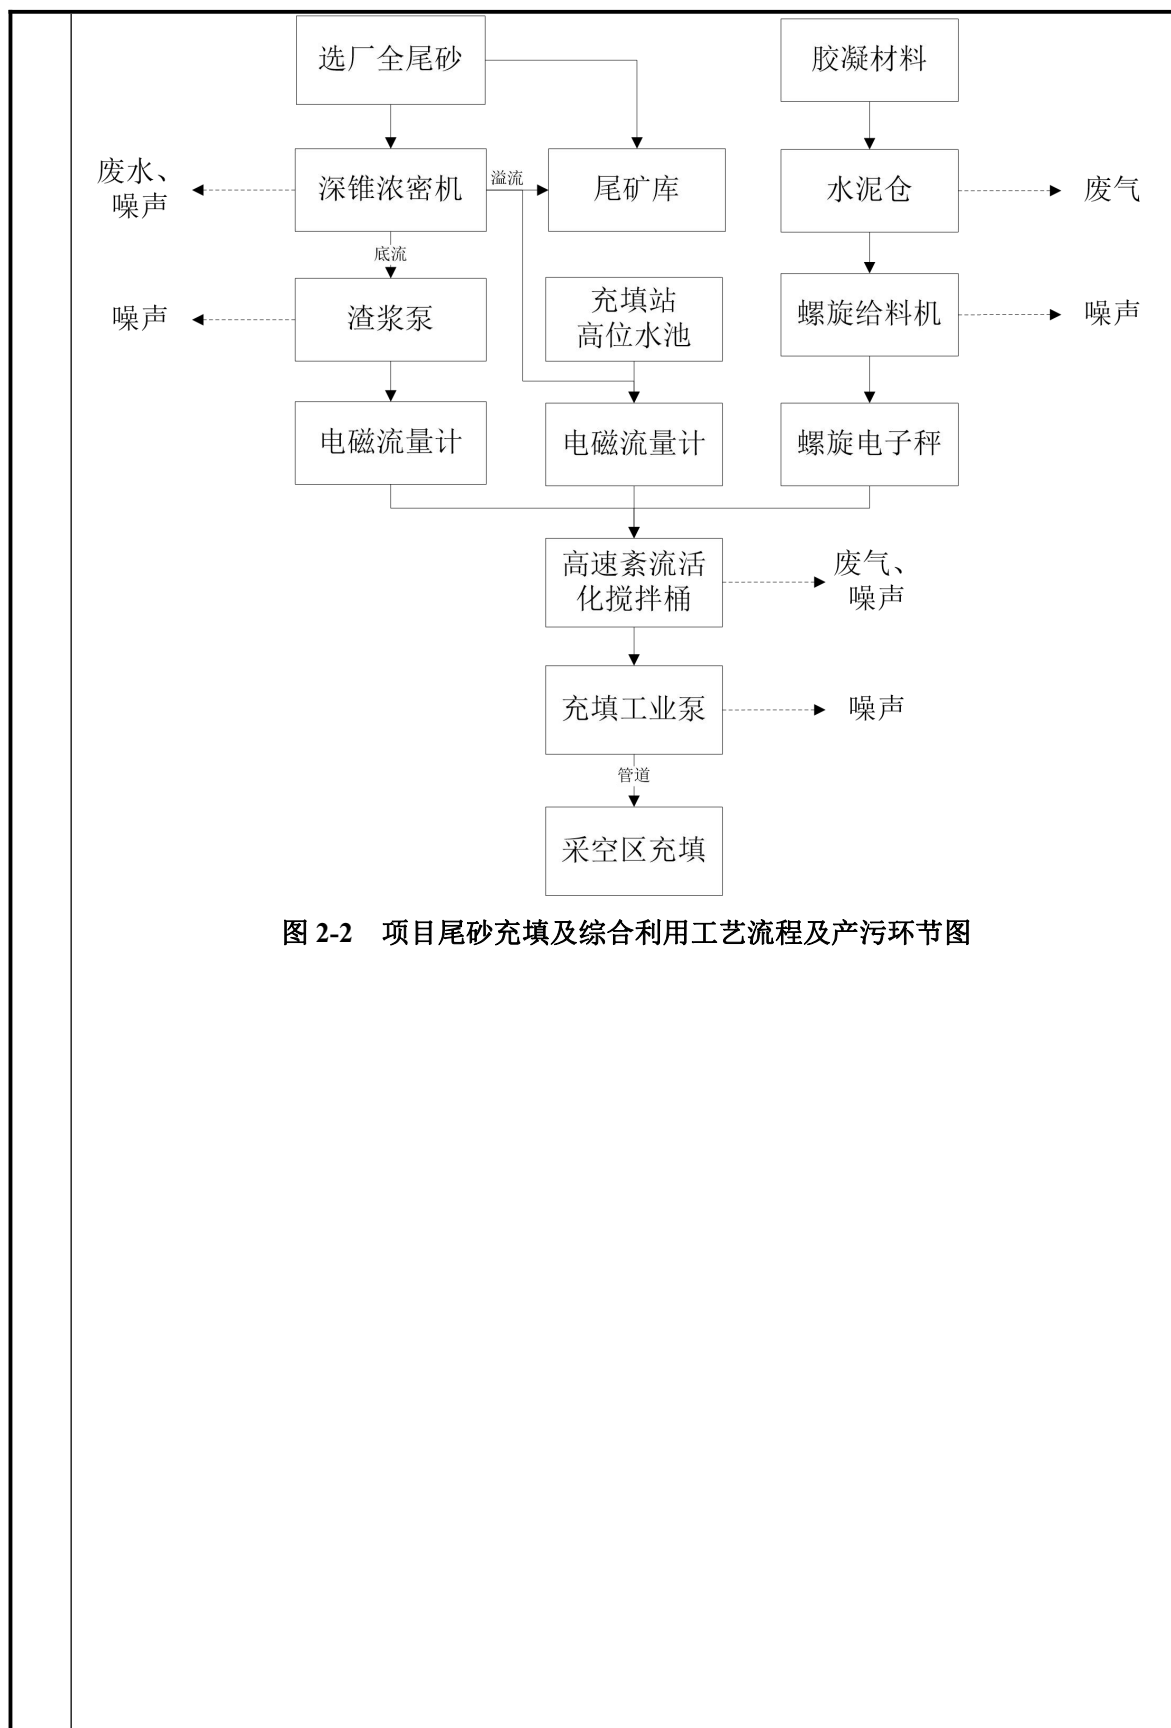 选厂全尾砂
胶凝材料
废水、
噪声
深锥浓密机
溢流
尾矿库
水泥仓
废气
底流
噪声
渣浆泵
充填站
高位水池
螺旋给料机
噪声
电磁流量计
电磁流量计
螺旋电子秤
高速紊流活
化搅拌桶
废气、
噪声
充填工业泵
噪声
管道
采空区充填
图 2-2 项目尾砂充填及综合利用工艺流程及产污环节图